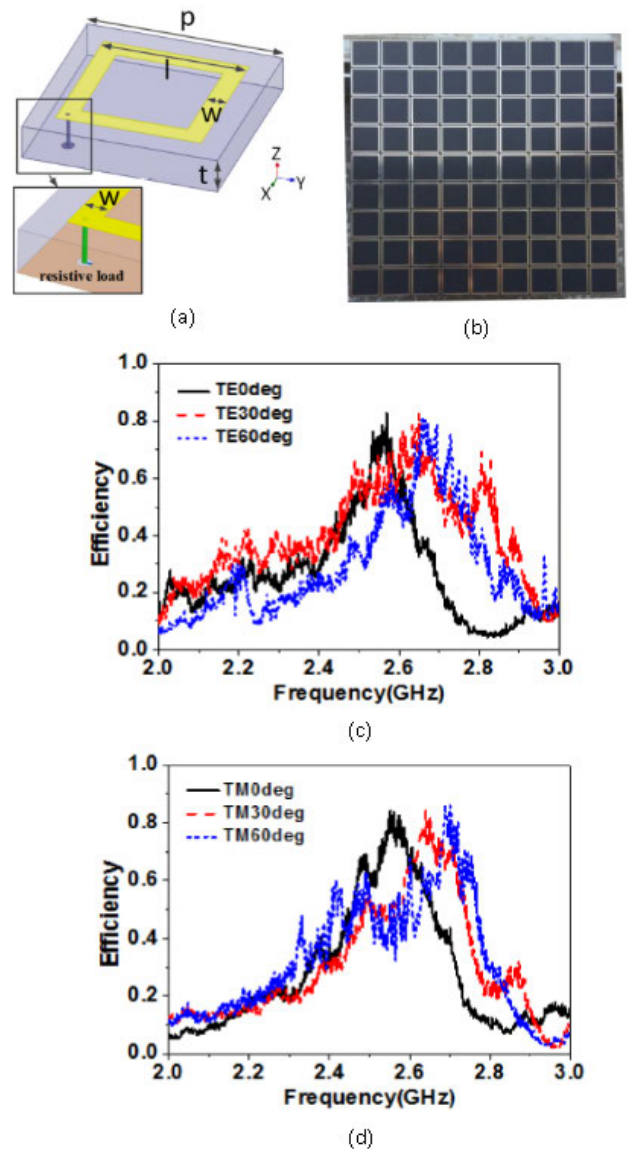 p
l
w
t
Z
X
Y
w
resistive load
(a)
(b)
1.0
0.8
0.6
0.4
0.2
0.0
Efficiency
TE0deg
TE30deg
TE60deg
2.0 2.2 2.4 2.6 2.8 3.0
Frequency(GHz)
(c)
1.0
0.8
0.6
0.4
0.2
0.0
Efficiency
TM0deg
TM30deg
TM60deg
2.0 2.2 2.4 2.6 2.8 3.0
Frequency(GHz)
(d)